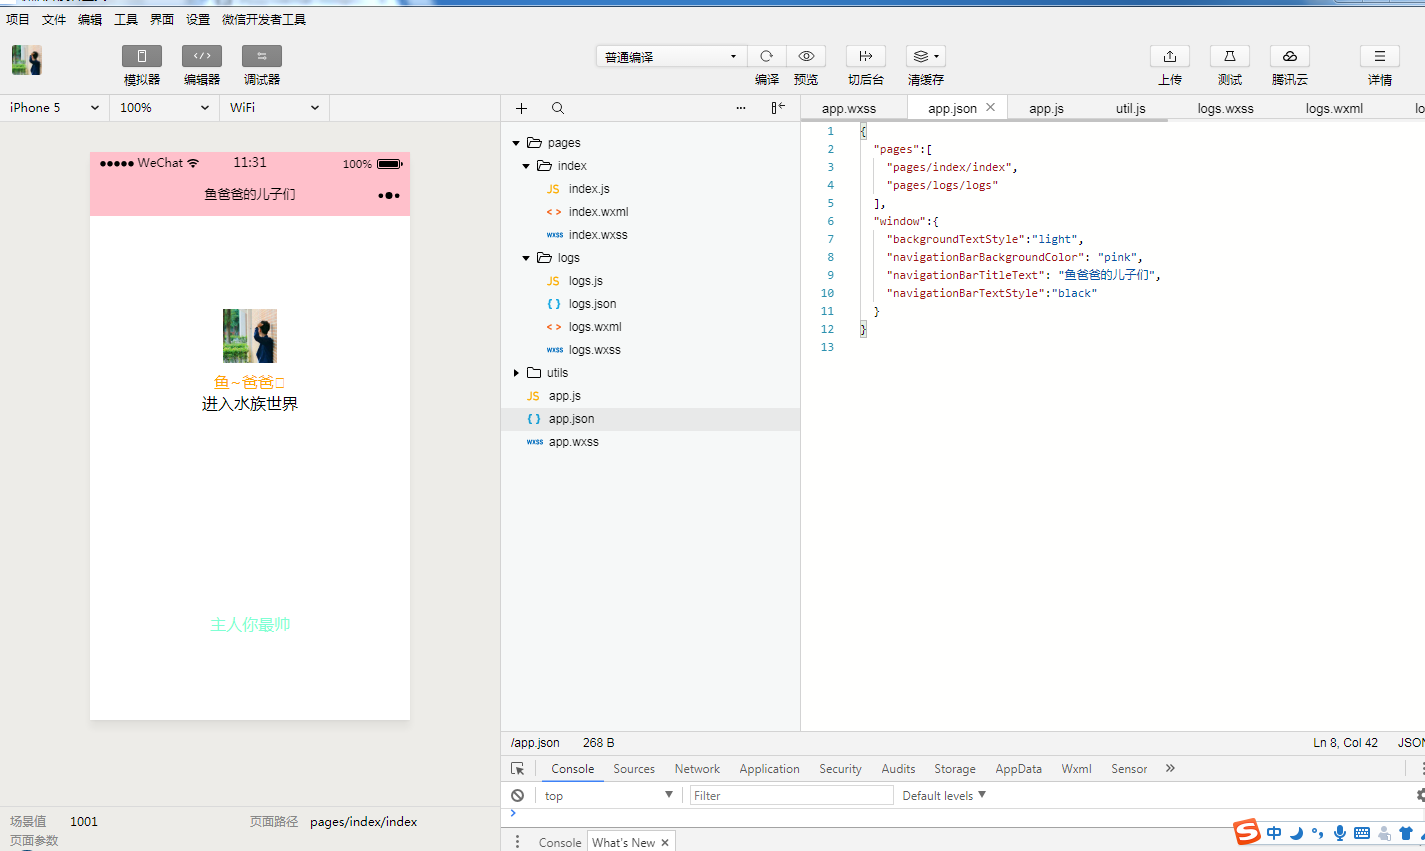 项目 文件 编辑 工具 界面 设置 微信开发者工具
模拟器 编辑器 调试器
普通编译
编译 预览 切后台 清缓存
上传 测试 腾讯云 详情
iPhone 5 100% WiFi
WeChat 11:31 100%
鱼爸爸的儿子们
鱼~爸爸
进入水族世界
主人你最帅
场景值 1001 页面路径 pages/index/index
页面参数
pages
index
JS index.js
<> index.wxml
wxss index.wxss
logs
JS logs.js
{ } logs.json
<> logs.wxml
wxss logs.wxss
utils
JS app.js
{ } app.json
wxss app.wxss
app.wxss app.json app.js util.js logs.wxss logs.wxml lo
1 {
2 "pages":[
3 "pages/index/index",
4 "pages/logs/logs"
5 ],
6 "window":{
7 "backgroundTextStyle":"light",
8 "navigationBarBackgroundColor": "pink",
9 "navigationBarTitleText": "鱼爸爸的儿子们",
10 "navigationBarTextStyle":"black"
11 }
12 }
13
/app.json 268 B Ln 8, Col 42 JSON
Console Sources Network Application Security Audits Storage AppData Wxml Sensor »
top Filter Default levels
Console What's New
中